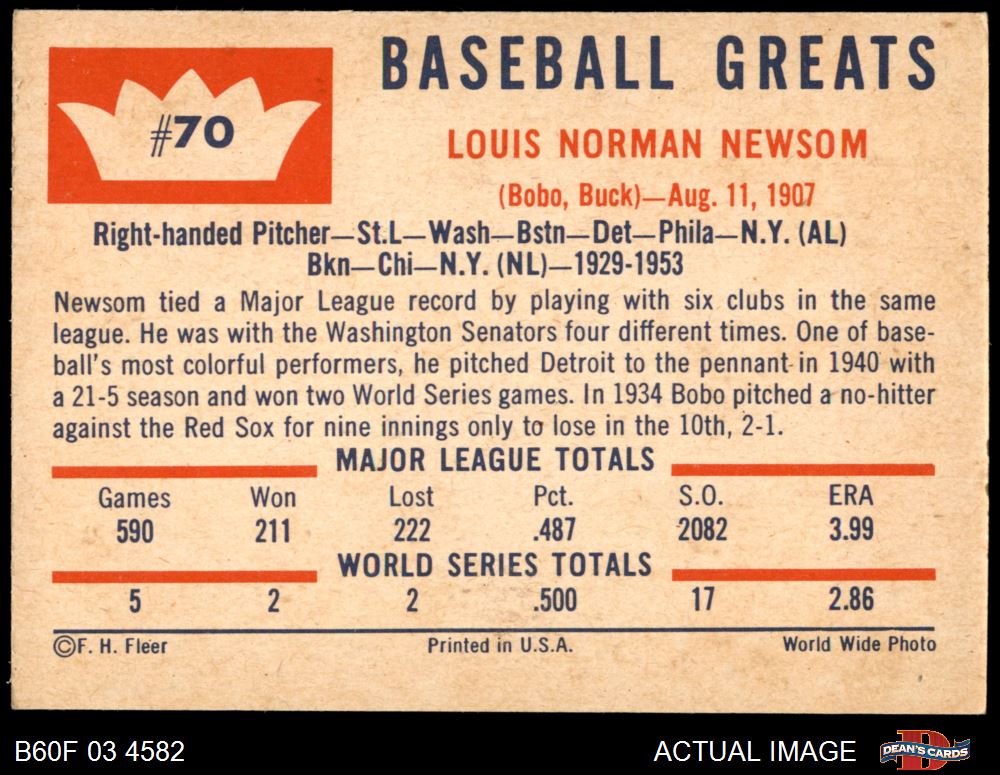 #70
BASEBALL GREATS
LOUIS NORMAN NEWSOM
(Bobo, Buck)—Aug. 11, 1907
Right-handed Pitcher—St.L—Wash—Bstn—Det—Phila—N.Y. (AL)
Bkn—Chi—N.Y. (NL)—1929-1953
Newsom tied a Major League record by playing with six clubs in the same
league. He was with the Washington Senators four different times. One of base-
ball's most colorful performers, he pitched Detroit to the pennant in 1940 with
a 21-5 season and won two World Series games. In 1934 Bobo pitched a no-hitter
against the Red Sox for nine innings only to lose in the 10th, 2-1.
MAJOR LEAGUE TOTALS
Games Won Lost Pct. S.O. ERA
590 211 222 .487 2082 3.99
WORLD SERIES TOTALS
5 2 2 .500 17 2.86
©F. H. Fleer Printed in U.S.A. World Wide Photo
B60F 03 4582 ACTUAL IMAGE DEAN'S CARDS